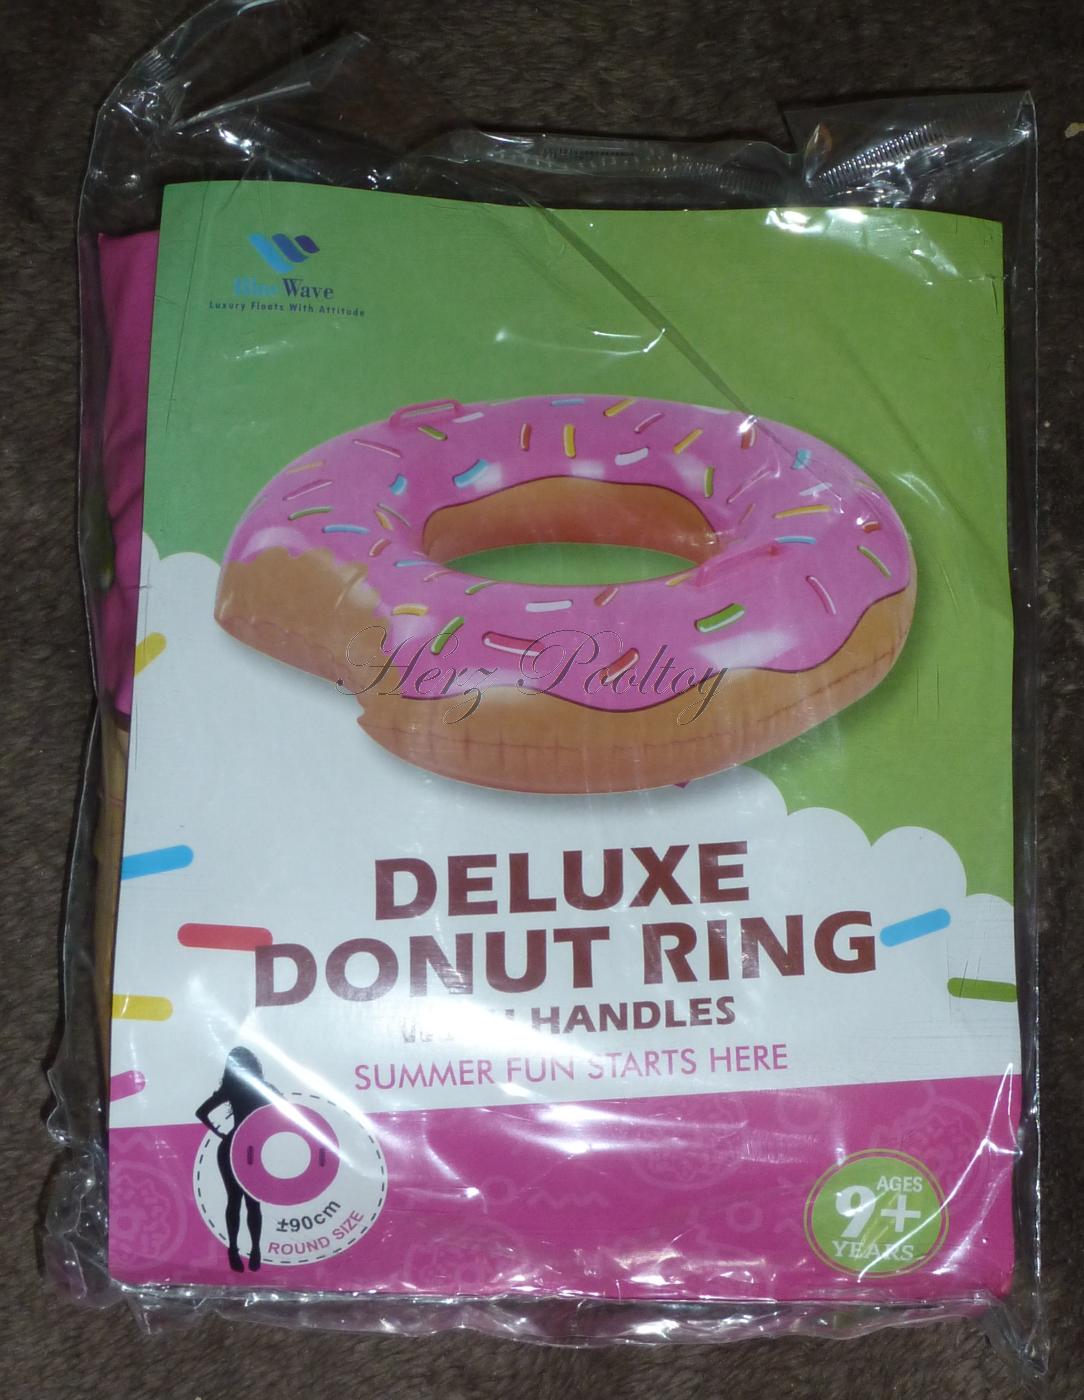 Blue Wave
Luxury Floats With Attitude
Herz Pooltoy
DELUXE
DONUT RING
WITH HANDLES
SUMMER FUN STARTS HERE
±90cm
ROUND SIZE
AGES
9+
YEARS